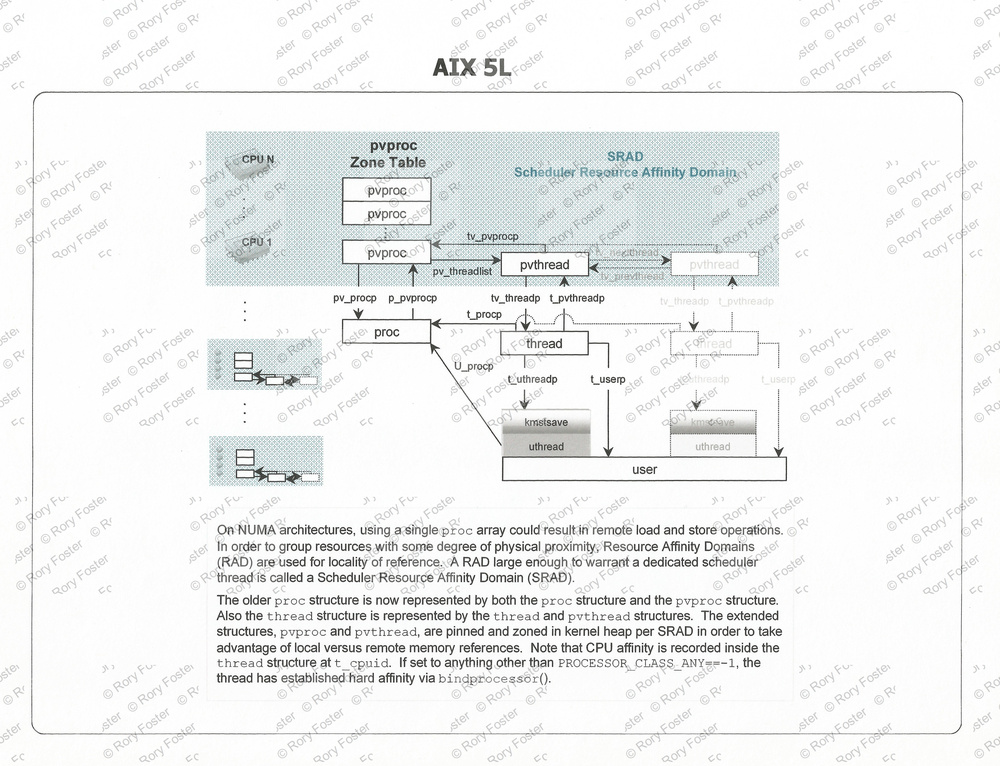 AIX 5L
pvproc
Zone Table
SRAD
Scheduler Resource Affinity Domain
CPU N
CPU 1
pvproc
pvproc
pvproc
tv_pvprocp
pv_threadlist
pvthread
tv_nextthread
tv_prevthread
pvthread
pv_procp
p_pvprocp
tv_threadp
t_pvthreadp
tv_threadp
t_pvthreadp
t_procp
proc
thread
thread
U_procp
t_uthreadp
t_userp
t_uthreadp
t_userp
kmstsave
uthread
kmstsave
uthread
user
On NUMA architectures, using a single proc array could result in remote load and store operations.
In order to group resources with some degree of physical proximity, Resource Affinity Domains
(RAD) are used for locality of reference. A RAD large enough to warrant a dedicated scheduler
thread is called a Scheduler Resource Affinity Domain (SRAD).
The older proc structure is now represented by both the proc structure and the pvproc structure.
Also the thread structure is represented by the thread and pvthread structures. The extended
structures, pvproc and pvthread, are pinned and zoned in kernel heap per SRAD in order to take
advantage of local versus remote memory references. Note that CPU affinity is recorded inside the
thread structure at t_cpuid. If set to anything other than PROCESSOR_CLASS_ANY==-1, the
thread has established hard affinity via bindprocessor().
© Rory Foster